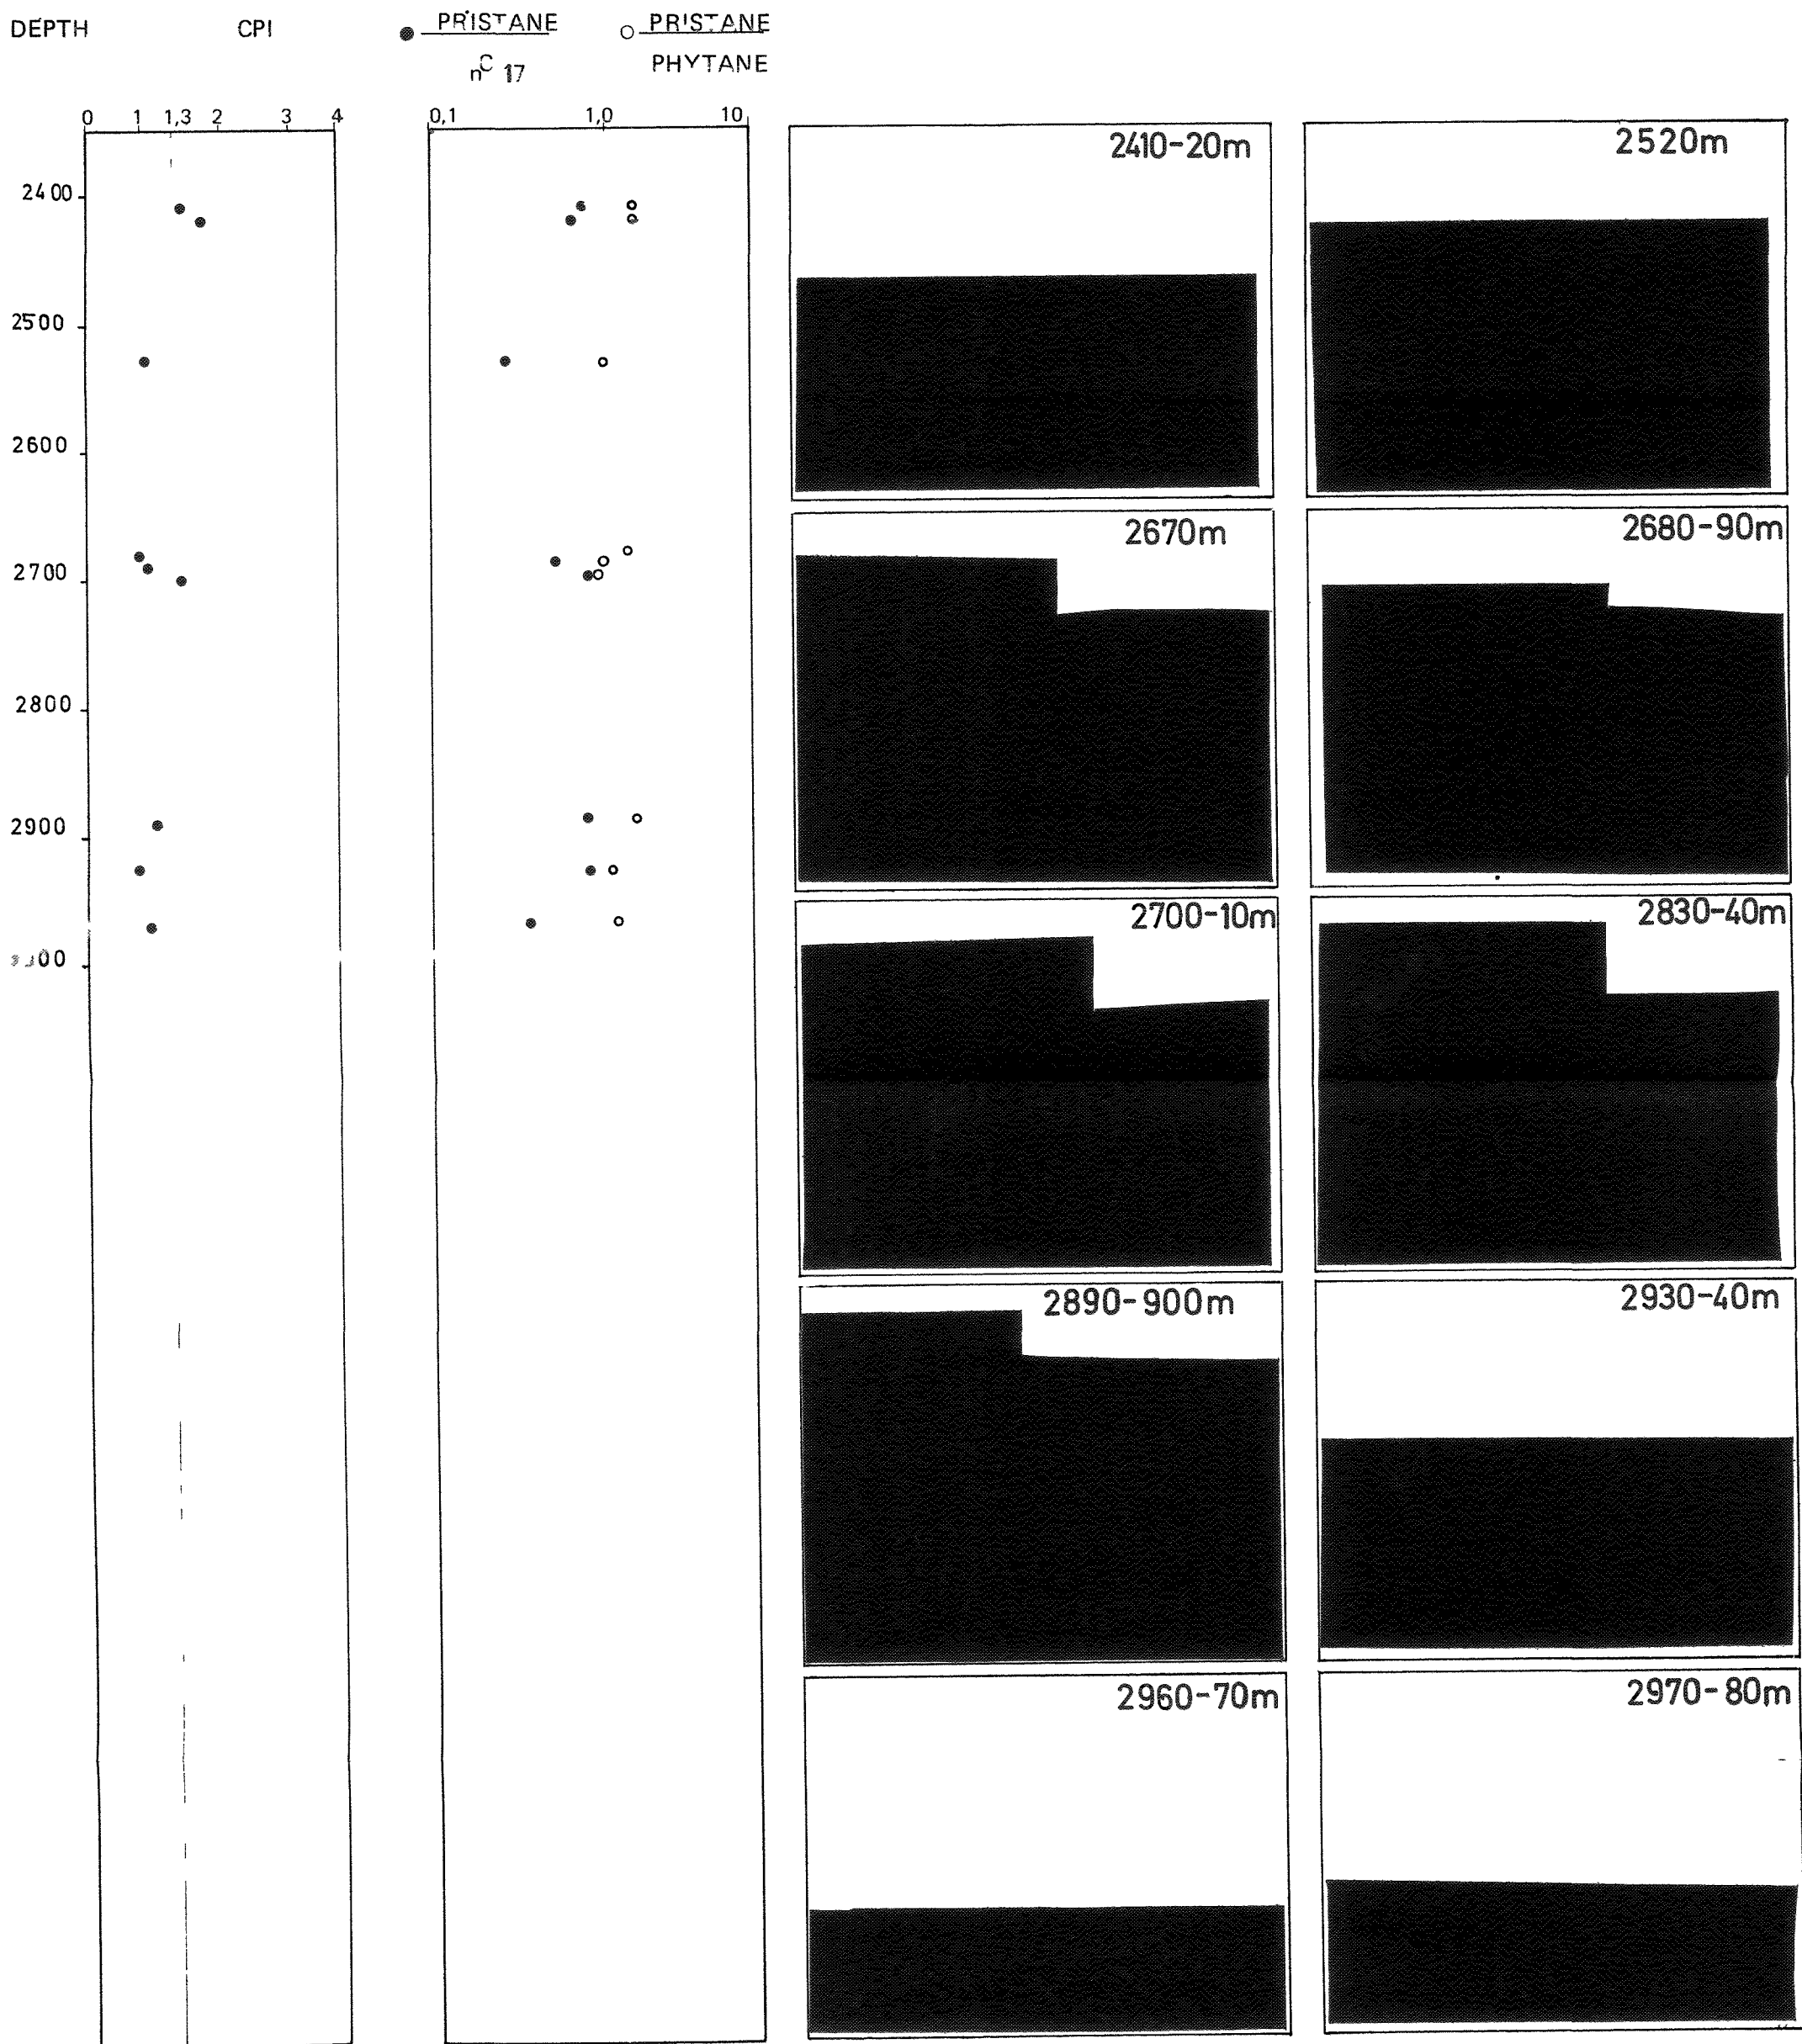 DEPTH CPI PRISTANE PRISTANE
nC 17 PHYTANE
0 1 1,3 2 3 4 0,1 1,0 10
2410-20m 2520m
2400
2500
2600
2670m 2680-90m
2700
2800
2900
2700-10m 2830-40m
2890-900m 2930-40m
2960-70m 2970-80m